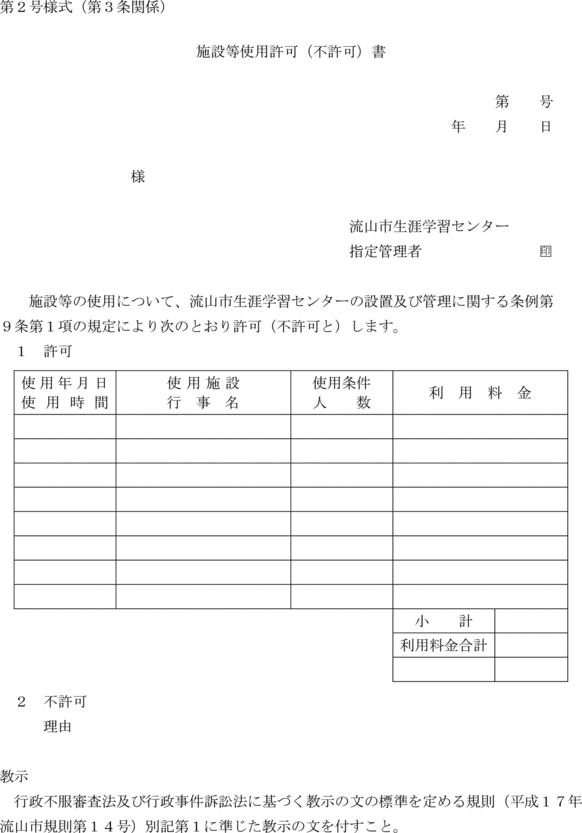 第２号様式（第３条関係）
施設等使用許可（不許可）書
第　　号
年　　月　　日
様
流山市生涯学習センター
指定管理者　　　　　　　　印
施設等の使用について、流山市生涯学習センターの設置及び管理に関する条例第
９条第１項の規定により次のとおり許可（不許可と）します。
１　許可
使用年月日　使用施設　使用条件　利　用　料　金
使用時間　行　事　名　人　　数
小　　計
利用料金合計
２　不許可
理由
教示
行政不服審査法及び行政事件訴訟法に基づく教示の文の標準を定める規則（平成１７年
流山市規則第１４号）別記第１に準じた教示の文を付すこと。